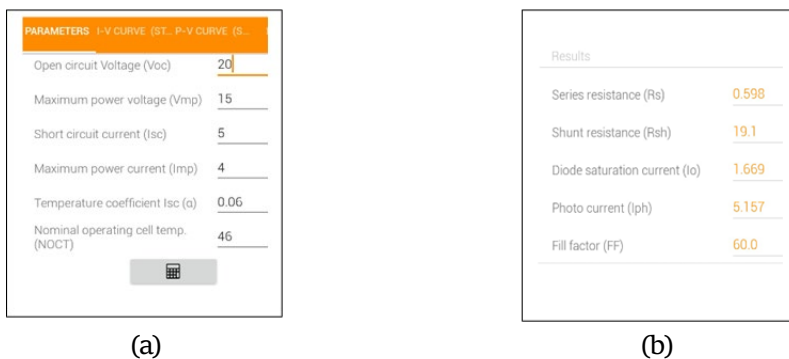 PARAMETERS I-V CURVE (ST... P-V CURVE (S...
Open circuit Voltage (Voc) 20
Maximum power voltage (Vmp) 15
Short circuit current (Isc) 5
Maximum power current (Imp) 4
Temperature coefficient Isc (α) 0.06
Nominal operating cell temp.
(NOCT) 46
(a)
Results
Series resistance (Rs) 0.598
Shunt resistance (Rsh) 19.1
Diode saturation current (Io) 1.669
Photo current (Iph) 5.157
Fill factor (FF) 60.0
(b)